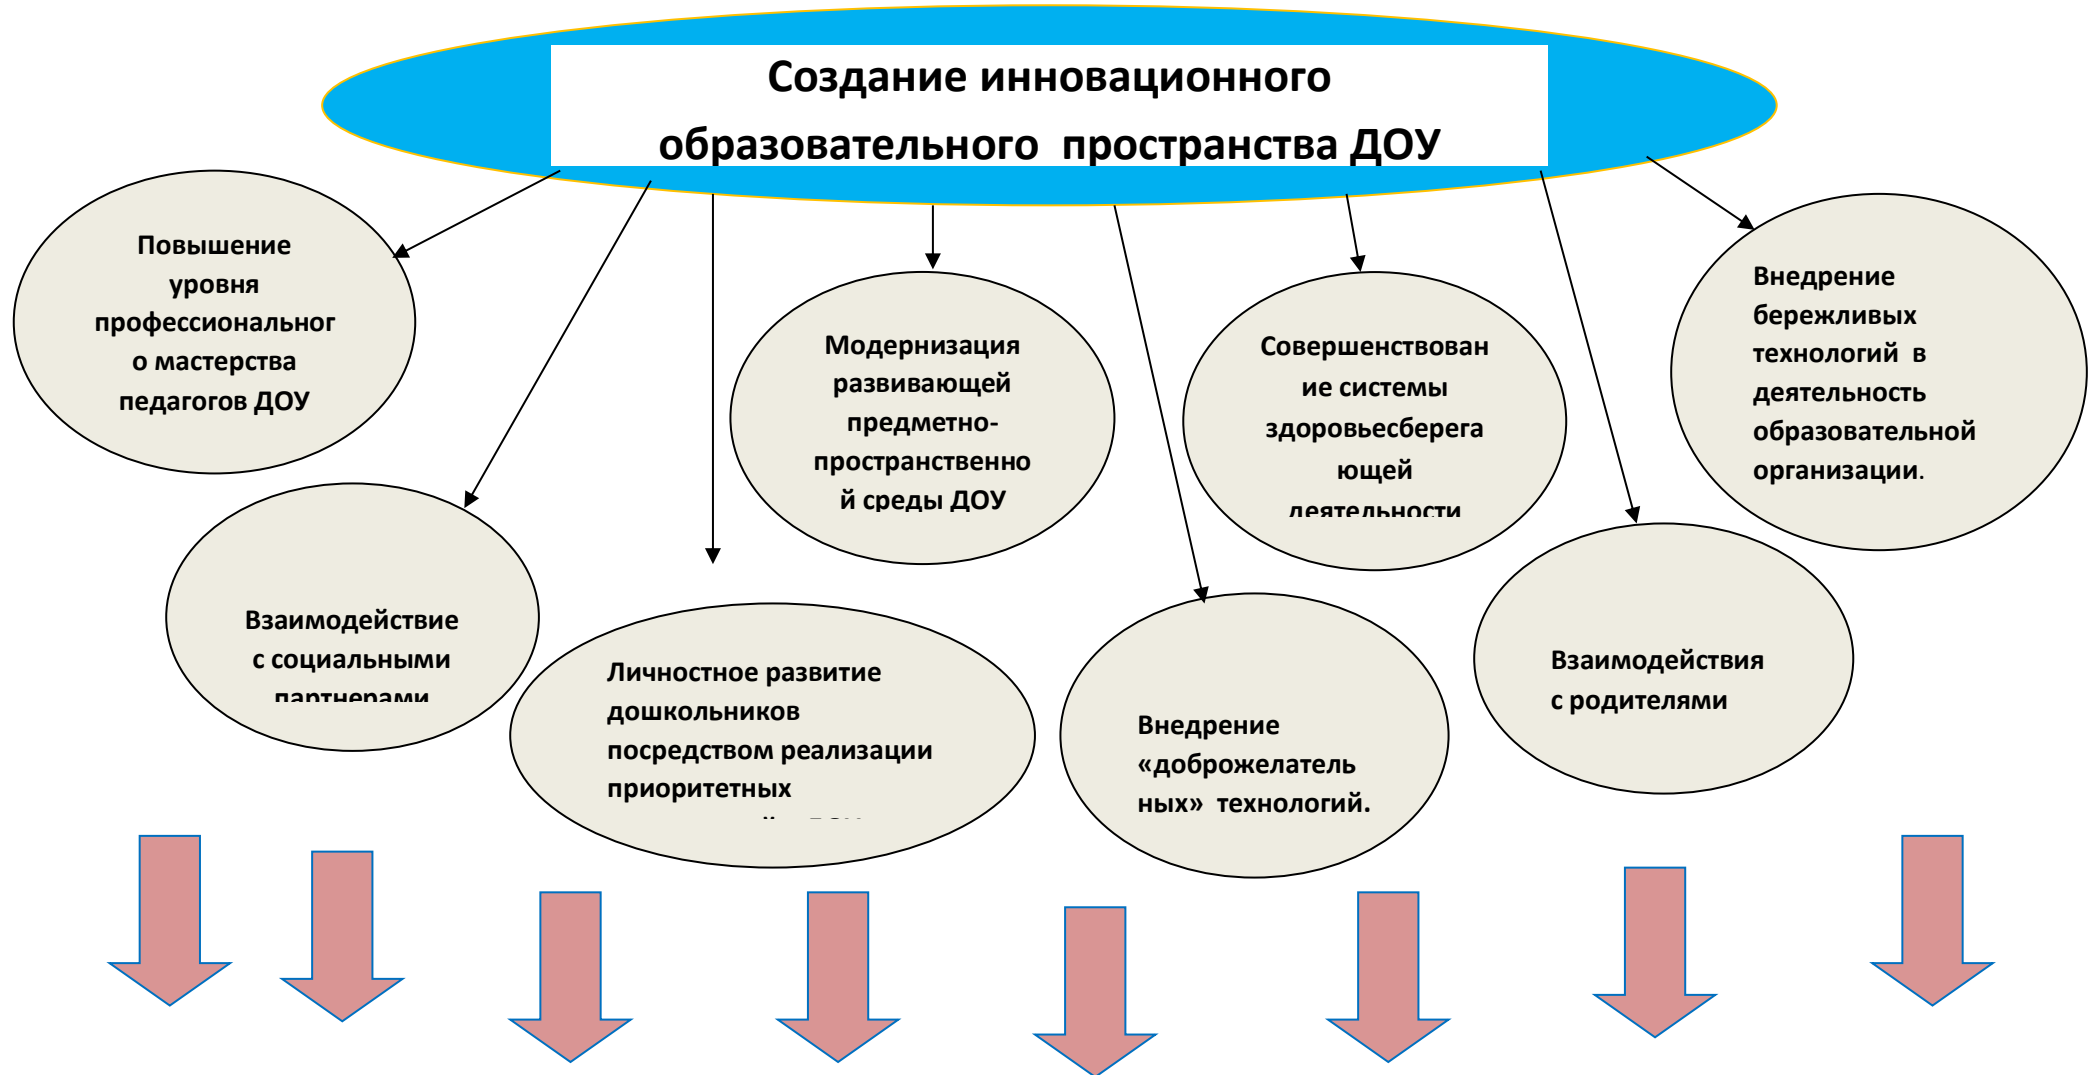 Создание инновационного
образовательного пространства ДОУ
Повышение
уровня
профессиональног
о мастерства
педагогов ДОУ
Взаимодействие
с социальными
партнерами
Личностное развитие
дошкольников
посредством реализации
приоритетных
Модернизация
развивающей
предметно-
пространственно
й среды ДОУ
Внедрение
«доброжелатель
ных» технологий.
Совершенствован
ие системы
здоровьесберега
ющей
деятельности
Взаимодействия
с родителями
Внедрение
бережливых
технологий в
деятельность
образовательной
организации.